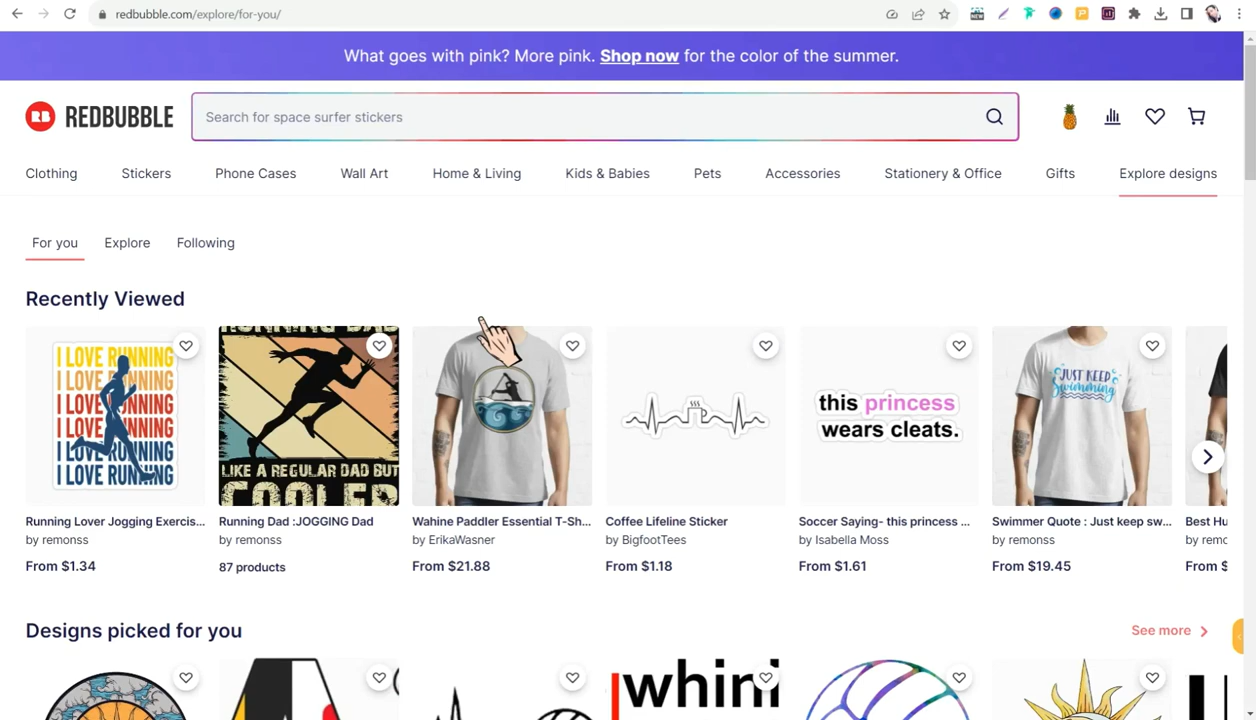 redbubble.com/explore/for-you/
What goes with pink? More pink. Shop now for the color of the summer.
RB REDBUBBLE
Search for space surfer stickers
Clothing Stickers Phone Cases Wall Art Home & Living Kids & Babies Pets Accessories Stationery & Office Gifts Explore designs
For you Explore Following
Recently Viewed
I LOVE RUNNING
I LOVE RUNNING
I LOVE RUNNING
I LOVE RUNNING
I LOVE RUNNING
I LOVE RUNNING
RUNNING DAD
LIKE A REGULAR DAD BUT
COOLER
this princess
wears cleats.
JUST KEEP
Swimming
Running Lover Jogging Exercis...
by remonss
From $1.34
Running Dad :JOGGING Dad
by remonss
87 products
Wahine Paddler Essential T-Sh...
by ErikaWasner
From $21.88
Coffee Lifeline Sticker
by BigfootTees
From $1.18
Soccer Saying- this princess ...
by Isabella Moss
From $1.61
Swimmer Quote : Just keep sw...
by remonss
From $19.45
Best Hu
by remo
From $
Designs picked for you
See more
whini